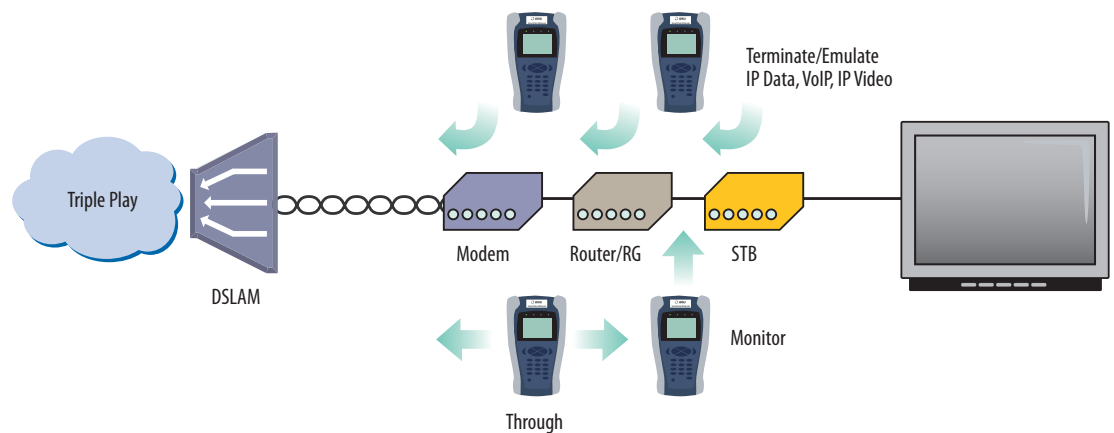 Terminate/Emulate
IP Data, VoIP, IP Video
Triple Play
Modem
Router/RG
STB
DSLAM
Monitor
Through